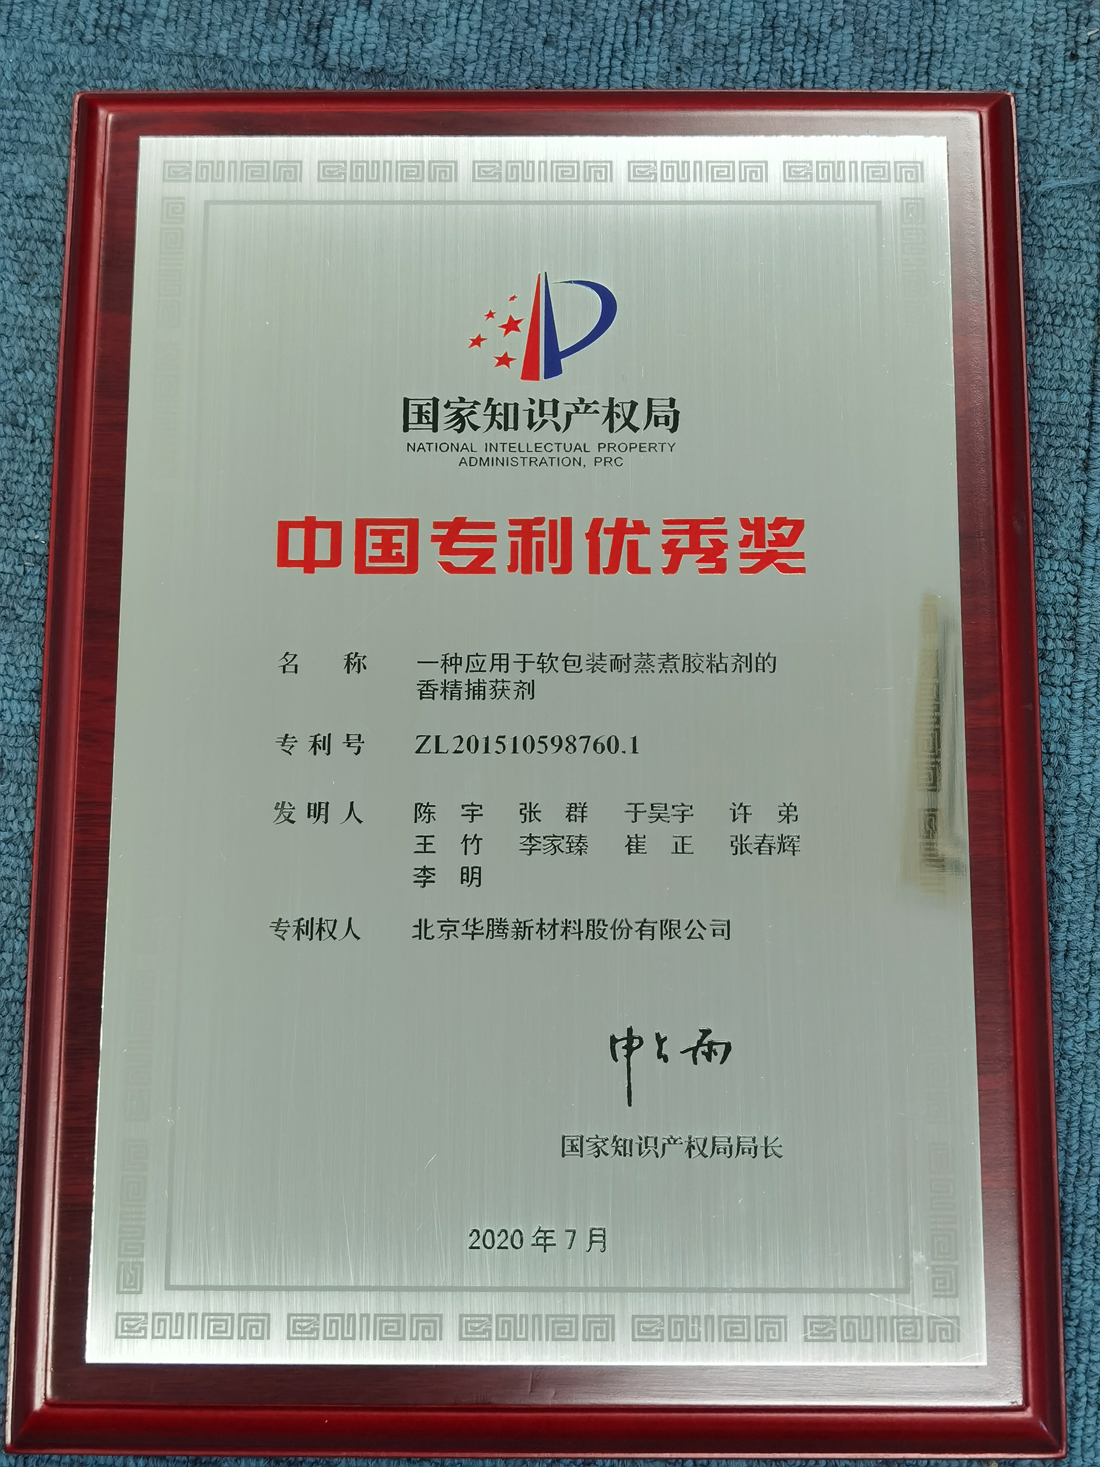 国家知识产权局
NATIONAL INTELLECTUAL PROPERTY
ADMINISTRATION, PRC
中国专利优秀奖
名 称 一种应用于软包装耐蒸煮胶粘剂的
香精捕获剂
专利号 ZL201510598760.1
发明人 陈 宇 张 群 于昊宇 许 弟
王 竹 李家臻 崔 正 张春辉
李 明
专利权人 北京华腾新材料股份有限公司
申长雨
国家知识产权局局长
2020 年 7 月